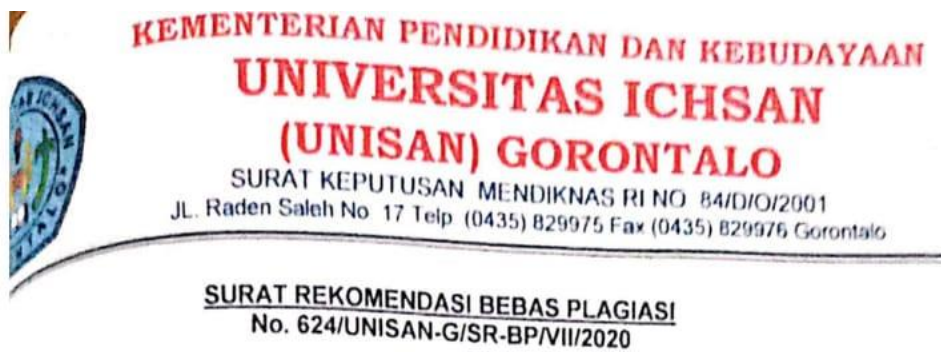 KEMENTERIAN PENDIDIKAN DAN KEBUDAYAAN
UNIVERSITAS ICHSAN
(UNISAN) GORONTALO
SURAT KEPUTUSAN MENDIKNAS RI NO 84/D/O/2001
JL. Raden Saleh No 17 Telp (0435) 829975 Fax (0435) 829976 Gorontalo
SURAT REKOMENDASI BEBAS PLAGIASI
No. 624/UNISAN-G/SR-BP/VII/2020